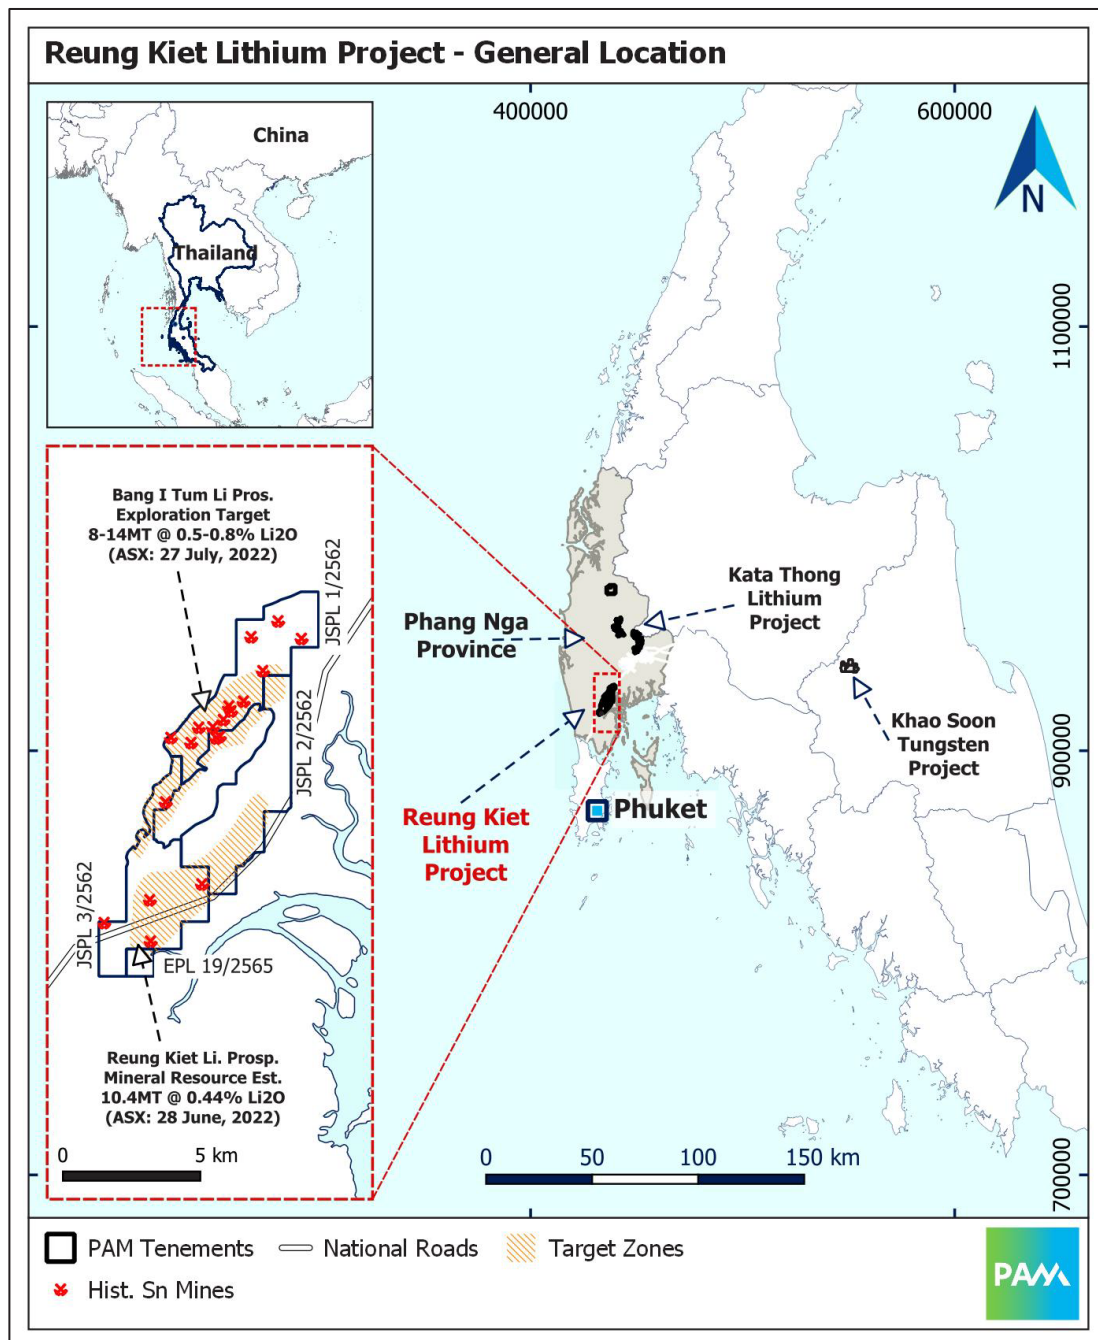 Reung Kiet Lithium Project - General Location
400000
600000
China
Thailand
N
1100000
900000
700000
Bang I Tum Li Pros.
Exploration Target
8-14MT @ 0.5-0.8% Li2O
(ASX: 27 July, 2022)
JSPL 1/2562
JSPL 2/2562
JSPL 3/2562
EPL 19/2565
Reung Kiet Li. Prosp.
Mineral Resource Est.
10.4MT @ 0.44% Li2O
(ASX: 28 June, 2022)
0 5 km
Phang Nga
Province
Kata Thong
Lithium
Project
Khao Soon
Tungsten
Project
Reung Kiet
Lithium
Project
Phuket
0 50 100 150 km
PAM Tenements
National Roads
Target Zones
Hist. Sn Mines
PAM